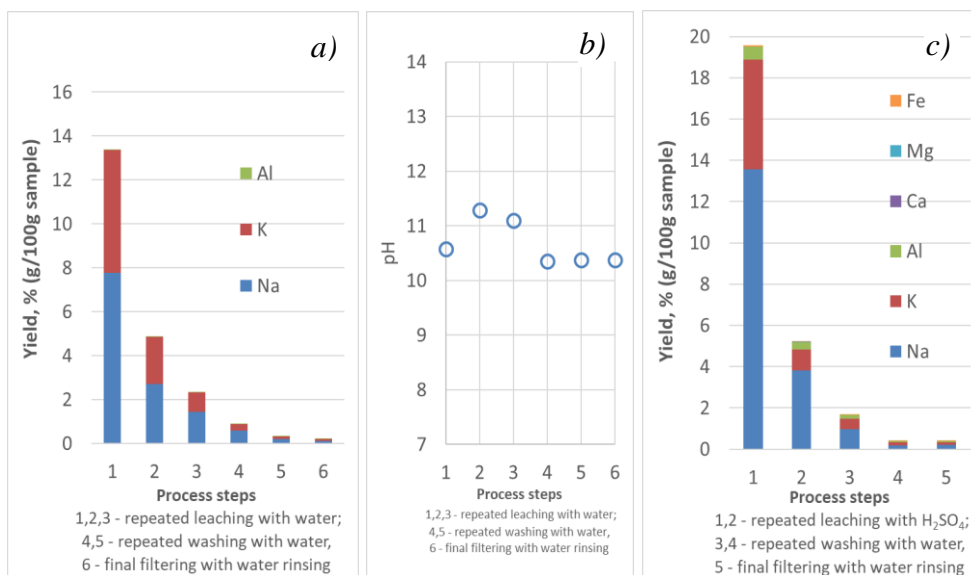 a)
Yield, % (g/100g sample)
16
14
12
10
8
6
4
2
0
Al
K
Na
1 2 3 4 5 6
Process steps
1,2,3 - repeated leaching with water;
4,5 - repeated washing with water,
6 - final filtering with water rinsing
b)
pH
14
13
12
11
10
9
8
7
1 2 3 4 5 6
Process steps
1,2,3 - repeated leaching with water;
4,5 - repeated washing with water,
6 - final filtering with water rinsing
c)
Yield, % (g/100g sample)
20
18
16
14
12
10
8
6
4
2
0
Fe
Mg
Ca
Al
K
Na
1 2 3 4 5
Process steps
1,2 - repeated leaching with H₂SO₄;
3,4 - repeated washing with water,
5 - final filtering with water rinsing